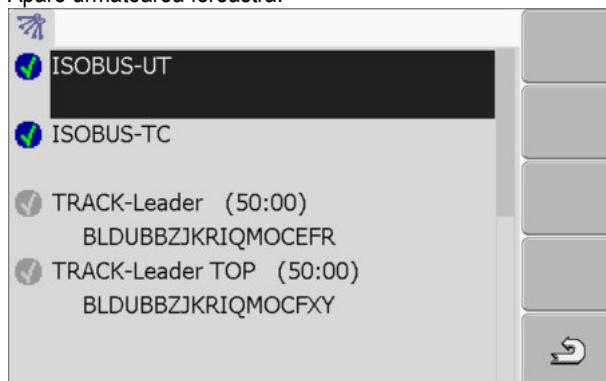 Apare următoarea fereastră:
ISOBUS-UT
ISOBUS-TC
TRACK-Leader (50:00)
BLDUBBZJKRIQMOCEFR
TRACK-Leader TOP (50:00)
BLDUBBZJKRIQMOCFXY